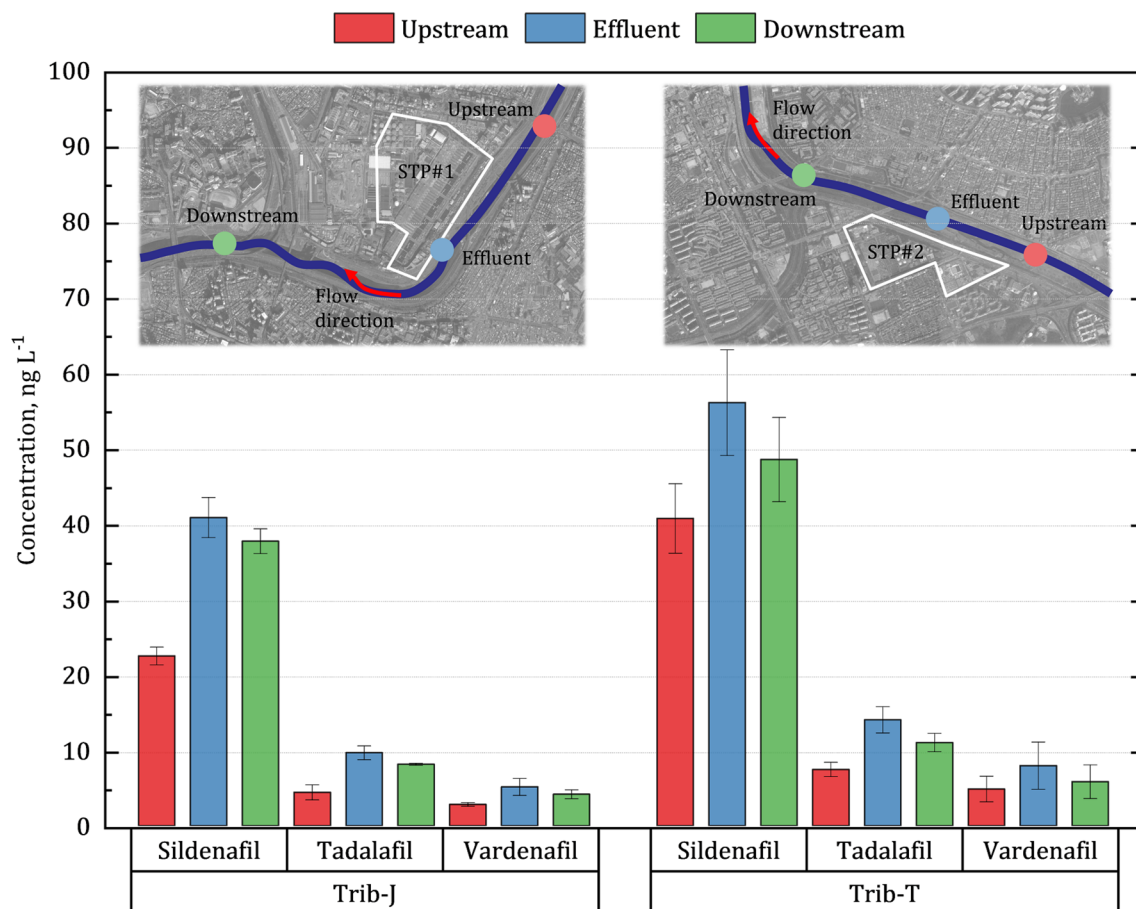 Upstream Effluent Downstream
100
90
80
70
60
50
40
30
20
10
0
Concentration, ng L⁻¹
Upstream
STP#1
Downstream
Effluent
Flow
direction
Flow
direction
Downstream
Effluent
Upstream
STP#2
Sildenafil Tadalafil Vardenafil Sildenafil Tadalafil Vardenafil
Trib-J Trib-T